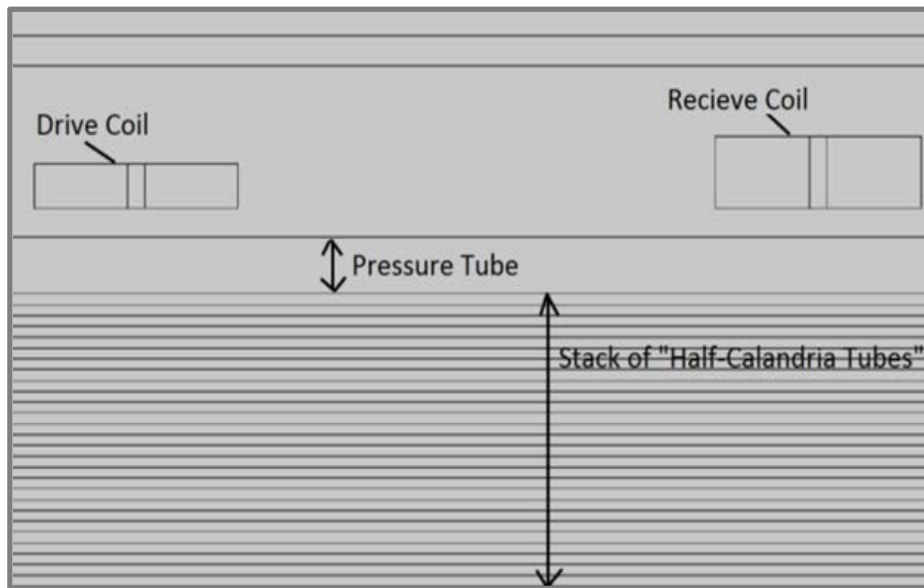 Recieve Coil
Drive Coil
Pressure Tube
Stack of "Half-Calandria Tubes"